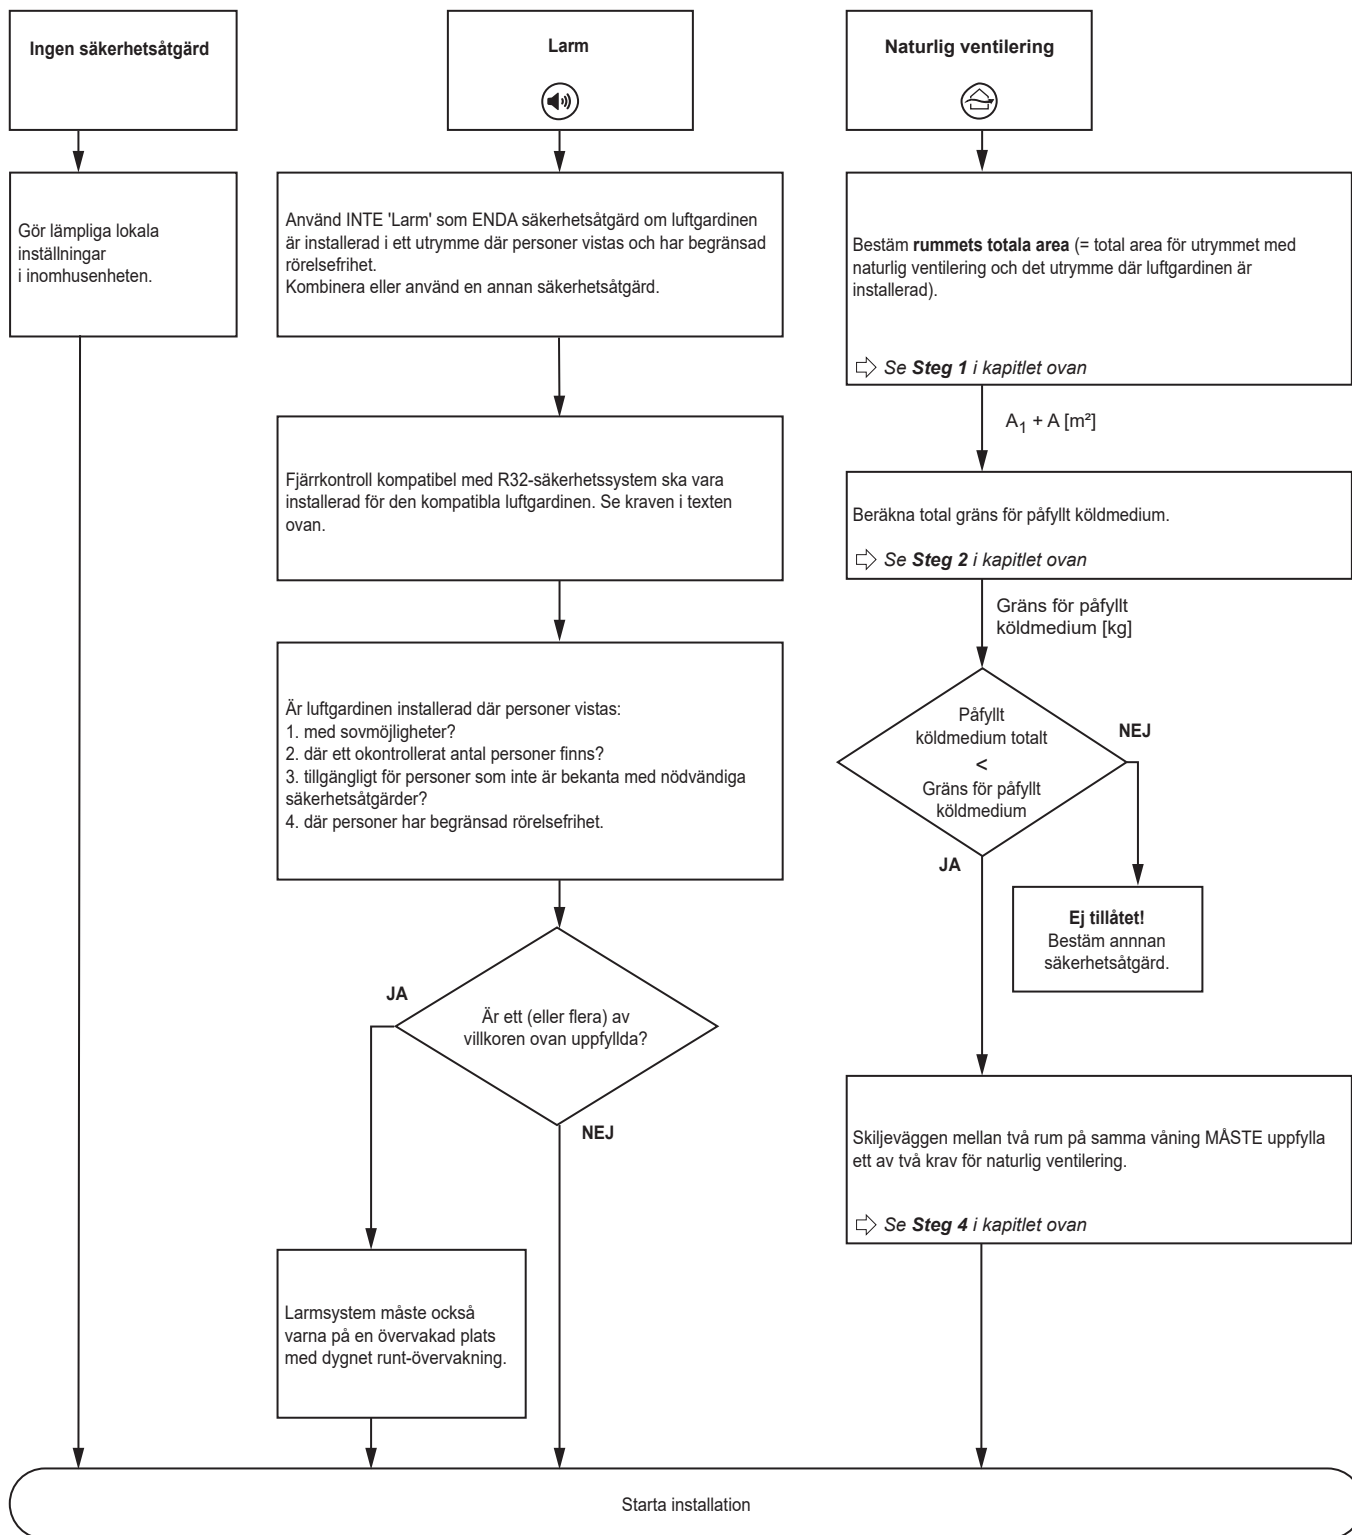 Ingen säkerhetsåtgärd
Gör lämpliga lokala
inställningar
i inomhusenheten.
Larm
Använd INTE 'Larm' som ENDA säkerhetsåtgärd om luftgardinen
är installerad i ett utrymme där personer vistas och har begränsad
rörelsefrihet.
Kombinera eller använd en annan säkerhetsåtgärd.
Fjärrkontroll kompatibel med R32-säkerhetssystem ska vara
installerad för den kompatibla luftgardinen. Se kraven i texten
ovan.
Är luftgardinen installerad där personer vistas:
1. med sovmöjligheter?
2. där ett okontrollerat antal personer finns?
3. tillgängligt för personer som inte är bekanta med nödvändiga
säkerhetsåtgärder?
4. där personer har begränsad rörelsefrihet.
JA
Är ett (eller flera) av
villkoren ovan uppfyllda?
NEJ
Larmsystem måste också
varna på en övervakad plats
med dygnet runt-övervakning.
Naturlig ventilering
Bestäm rummets totala area (= total area för utrymmet med
naturlig ventilering och det utrymme där luftgardinen är
installerad).
Se Steg 1 i kapitlet ovan
A₁ + A [m²]
Beräkna total gräns för påfyllt köldmedium.
Se Steg 2 i kapitlet ovan
Gräns för påfyllt
köldmedium [kg]
Påfyllt
köldmedium totalt
<
Gräns för påfyllt
köldmedium
NEJ
JA
Ej tillåtet!
Bestäm annnan
säkerhetsåtgärd.
Skiljeväggen mellan två rum på samma våning MÅSTE uppfylla
ett av två krav för naturlig ventilering.
Se Steg 4 i kapitlet ovan
Starta installation